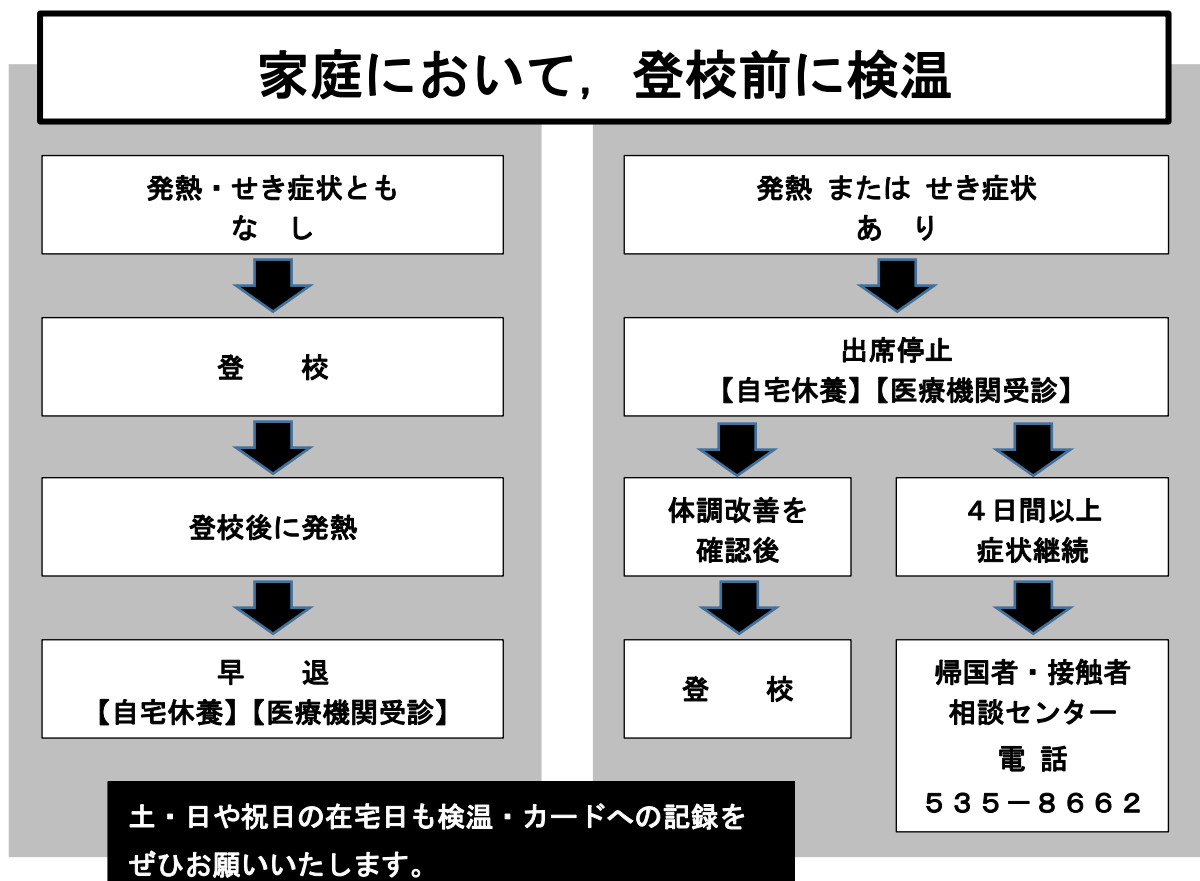 家庭において，登校前に検温
発熱・せき症状とも
な　し
登　　校
登校後に発熱
早　　退
【自宅休養】【医療機関受診】
発熱 または せき症状
あ　り
出席停止
【自宅休養】【医療機関受診】
体調改善を
確認後
登　　校
４日間以上
症状継続
帰国者・接触者
相談センター
電 話
５３５－８６６２
土・日や祝日の在宅日も検温・カードへの記録を
ぜひお願いいたします。